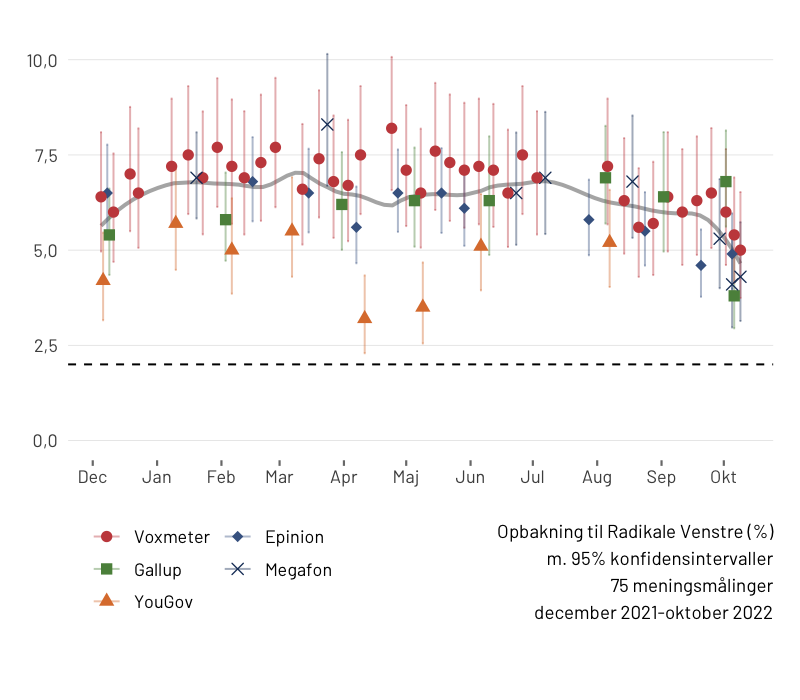 10,0
7,5
5,0
2,5
0,0
Dec Jan Feb Mar Apr Maj Jun Jul Aug Sep Okt
Voxmeter Epinion
Gallup Megafon
YouGov
Opbakning til Radikale Venstre (%)
m. 95% konfidensintervaller
75 meningsmålinger
december 2021-oktober 2022